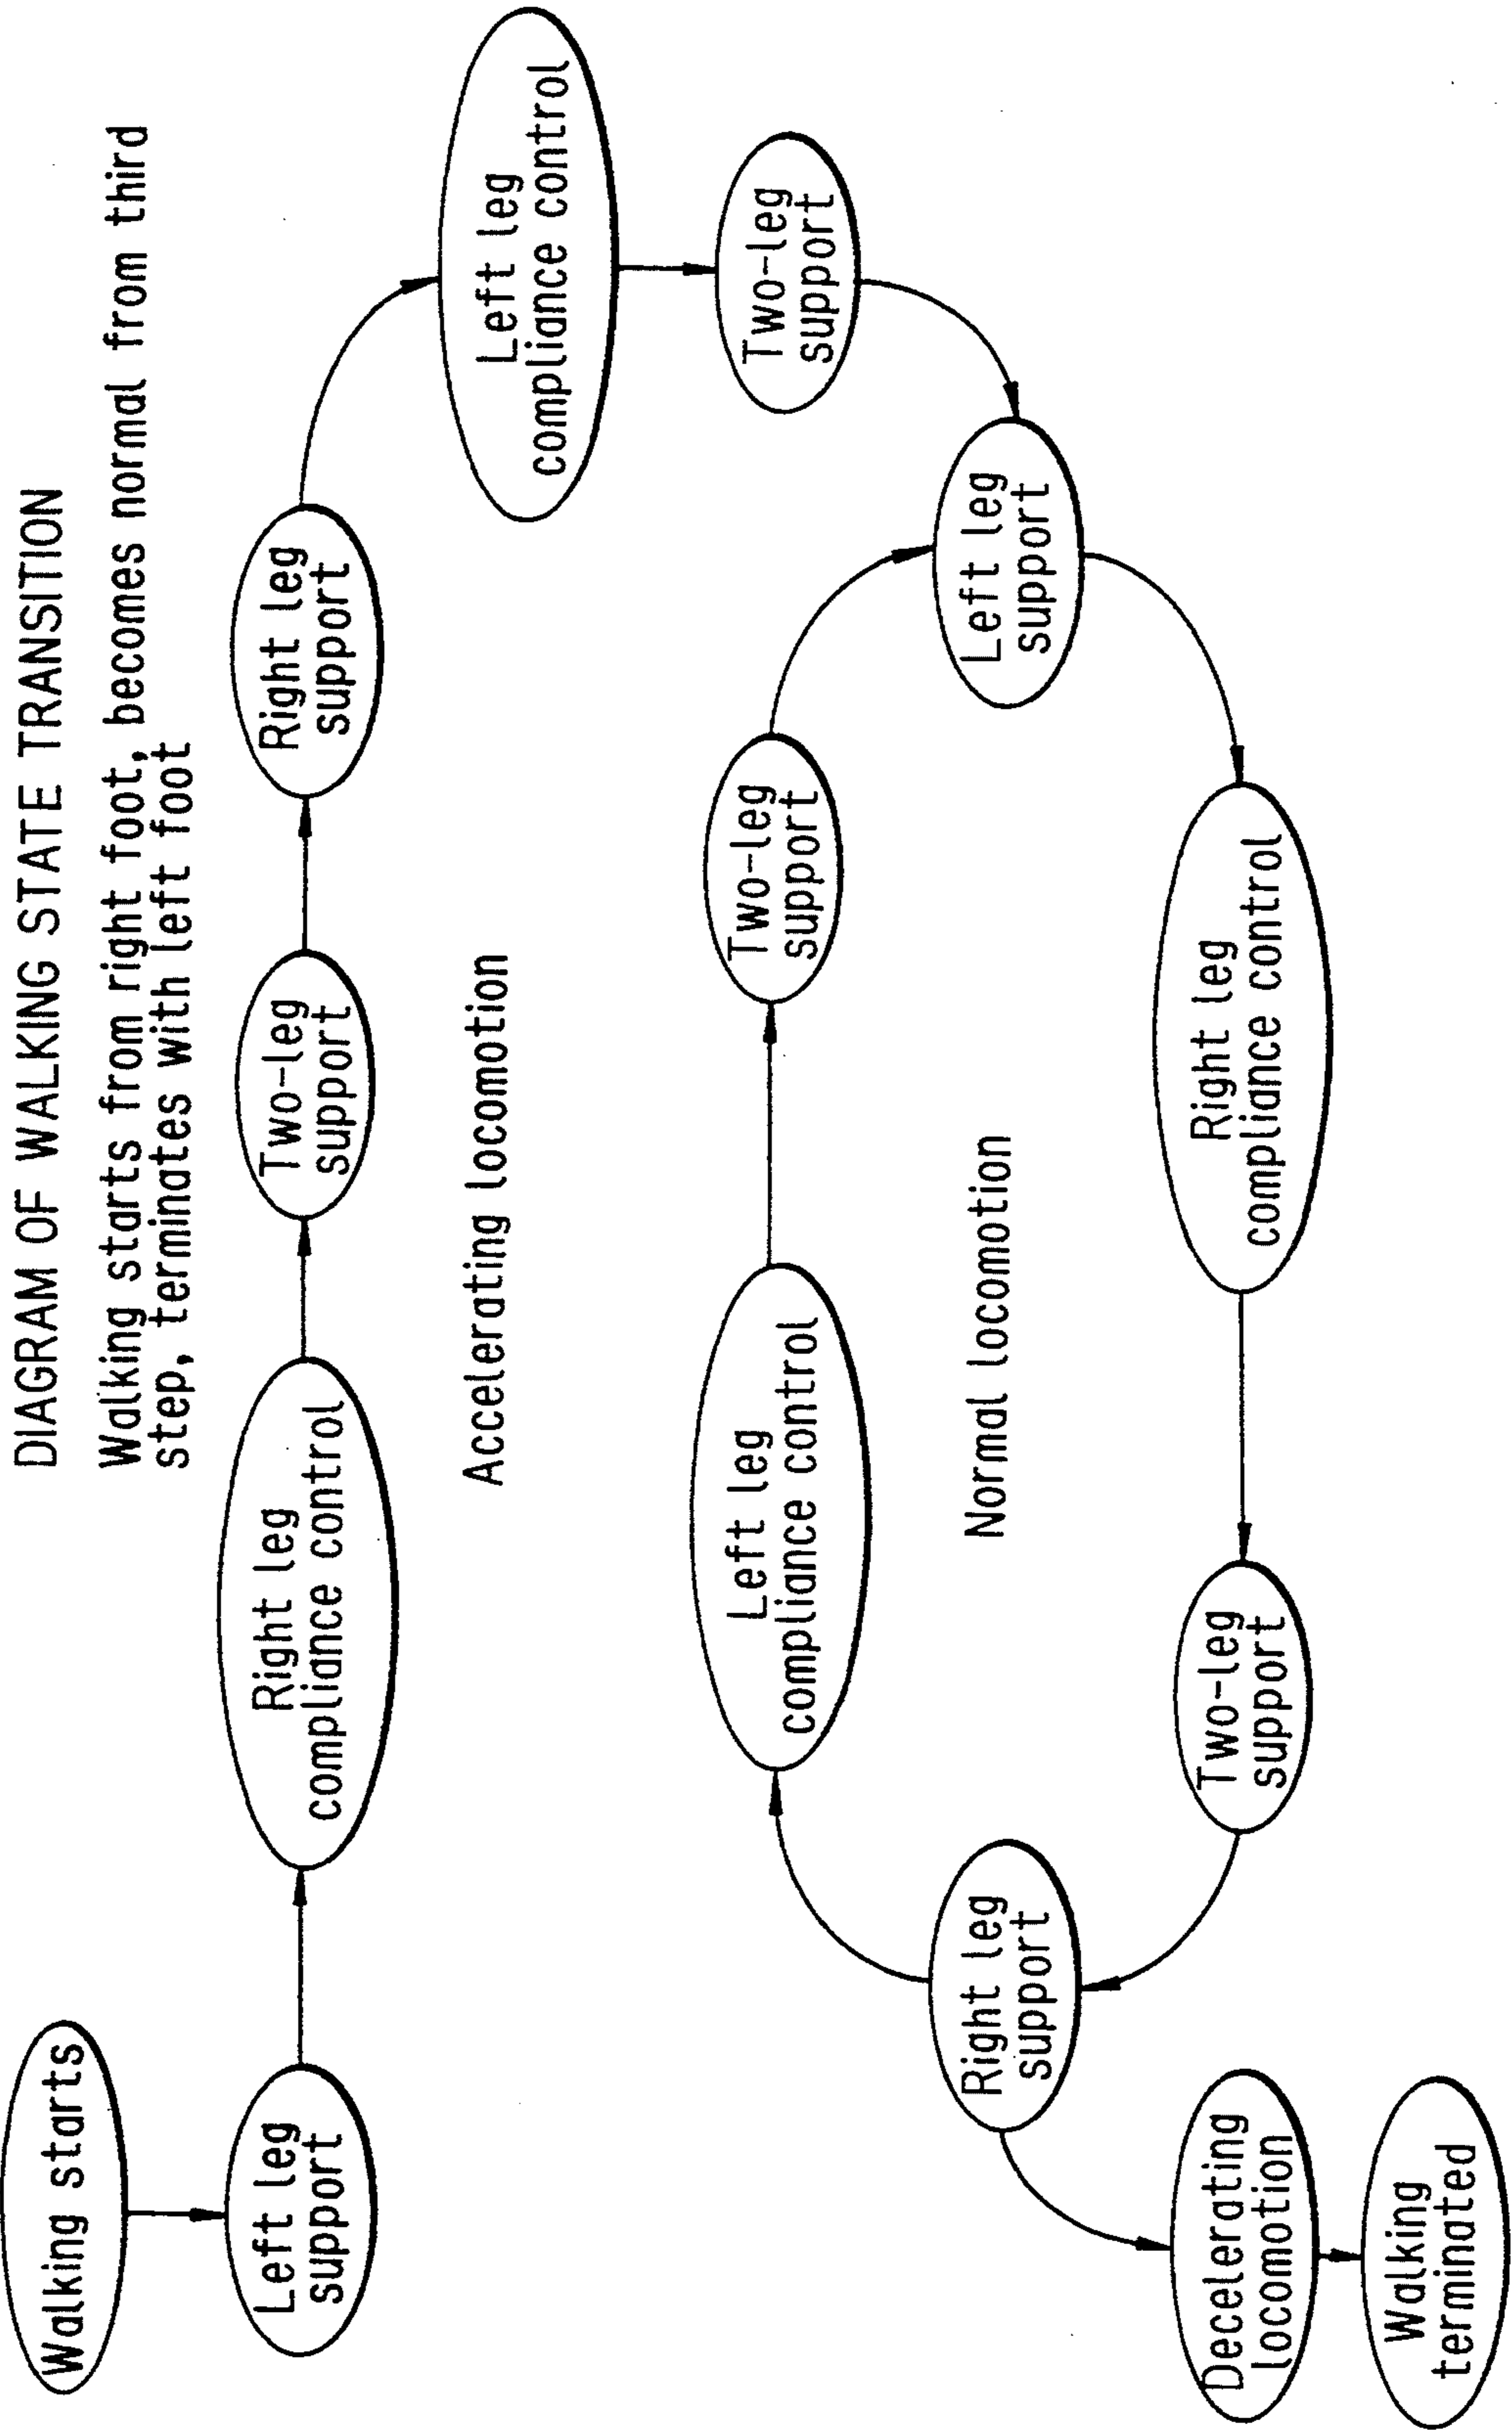 DIAGRAM OF WALKING STATE TRANSITION
Walking starts from right foot, becomes normal from third
step, terminates with left foot
Walking starts
Left leg
support
Right leg
compliance control
Two-leg
support
Right leg
support
Left leg
compliance control
Two-leg
support
Accelerating locomotion
Left leg
support
Right leg
compliance control
Two-leg
support
Right leg
support
Left leg
compliance control
Two-leg
support
Normal locomotion
Decelerating
locomotion
Walking
terminated